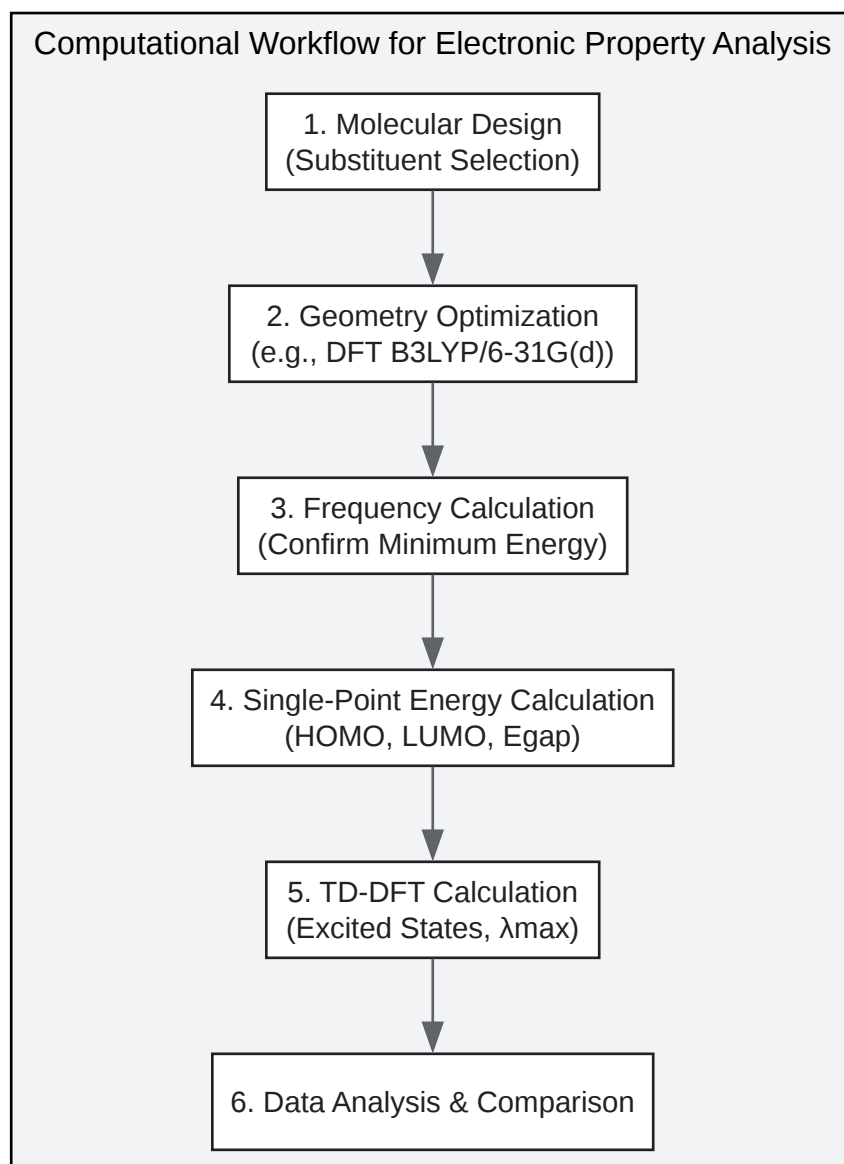 Computational Workflow for Electronic Property Analysis
1. Molecular Design
(Substituent Selection)
2. Geometry Optimization
(e.g., DFT B3LYP/6-31G(d))
3. Frequency Calculation
(Confirm Minimum Energy)
4. Single-Point Energy Calculation
(HOMO, LUMO, Egap)
5. TD-DFT Calculation
(Excited States, λmax)
6. Data Analysis & Comparison